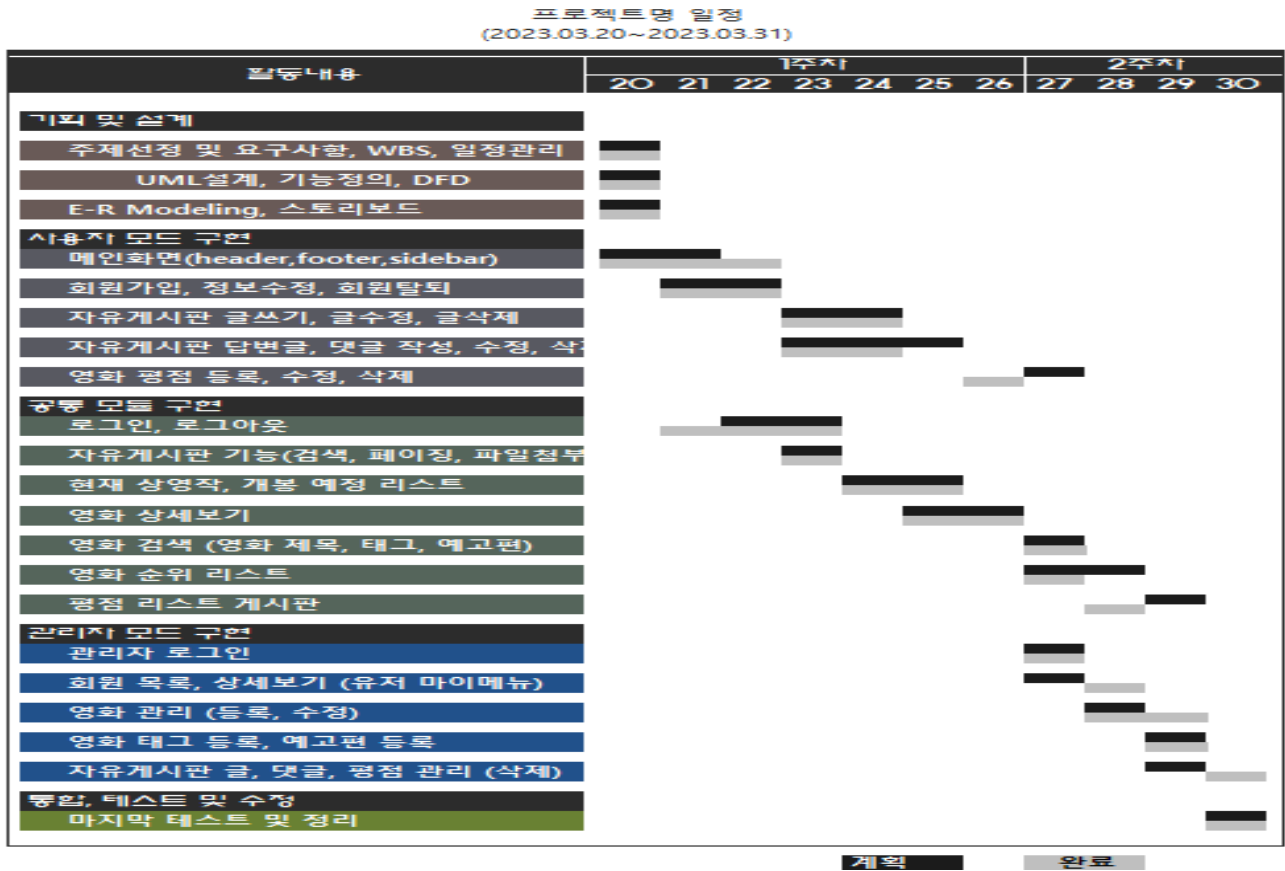 프로젝트명 일정
(2023.03.20~2023.03.31)
활동내용 1주차 2주차
20 21 22 23 24 25 26 27 28 29 30
기획 및 설계
주제선정 및 요구사항, WBS, 일정관리
UML설계, 기능정의, DFD
E-R Modeling, 스토리보드
사용자 모드 구현
메인화면(header,footer,sidebar)
회원가입, 정보수정, 회원탈퇴
자유게시판 글쓰기, 글수정, 글삭제
자유게시판 답변글, 댓글 작성, 수정, 삭
영화 평점 등록, 수정, 삭제
공통 모듈 구현
로그인, 로그아웃
자유게시판 기능(검색, 페이징, 파일첨부
현재 상영작, 개봉 예정 리스트
영화 상세보기
영화 검색 (영화 제목, 태그, 예고편)
영화 순위 리스트
평점 리스트 게시판
관리자 모드 구현
관리자 로그인
회원 목록, 상세보기 (유저 마이메뉴)
영화 관리 (등록, 수정)
영화 태그 등록, 예고편 등록
자유게시판 글, 댓글, 평점 관리 (삭제)
통합, 테스트 및 수정
마지막 테스트 및 정리
계획 완료